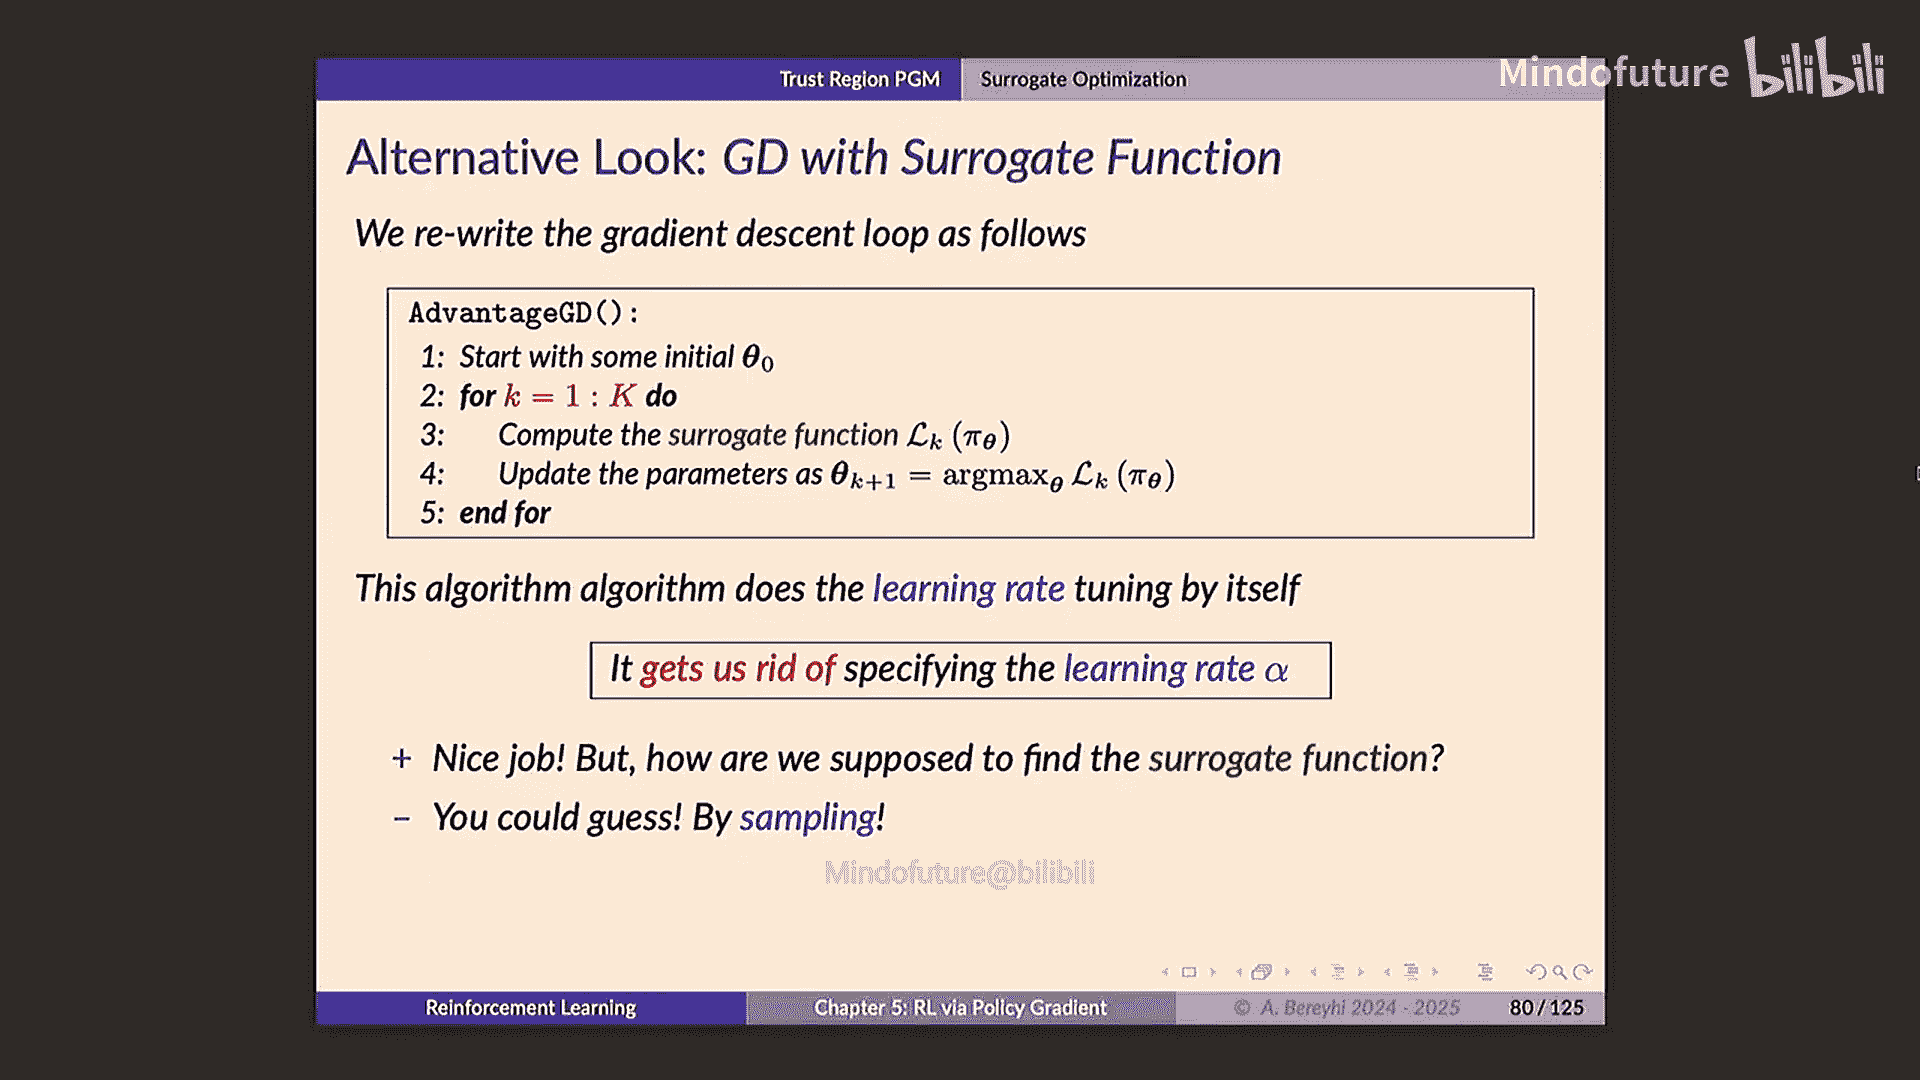 Mindofuture bilibili
Trust Region PGM Surrogate Optimization
Alternative Look: GD with Surrogate Function
We re-write the gradient descent loop as follows
AdvantageGD():
1: Start with some initial θ₀
2: for k = 1 : K do
3: Compute the surrogate function ℒₖ (π_θ)
4: Update the parameters as θₖ₊₁ = argmax_θ ℒₖ (π_θ)
5: end for
This algorithm algorithm does the learning rate tuning by itself
It gets us rid of specifying the learning rate α
+ Nice job! But, how are we supposed to find the surrogate function?
– You could guess! By sampling!
Mindofuture@bilibili
Reinforcement Learning Chapter 5: RL via Policy Gradient © A. Bereyhi 2024 - 2025 80 / 125